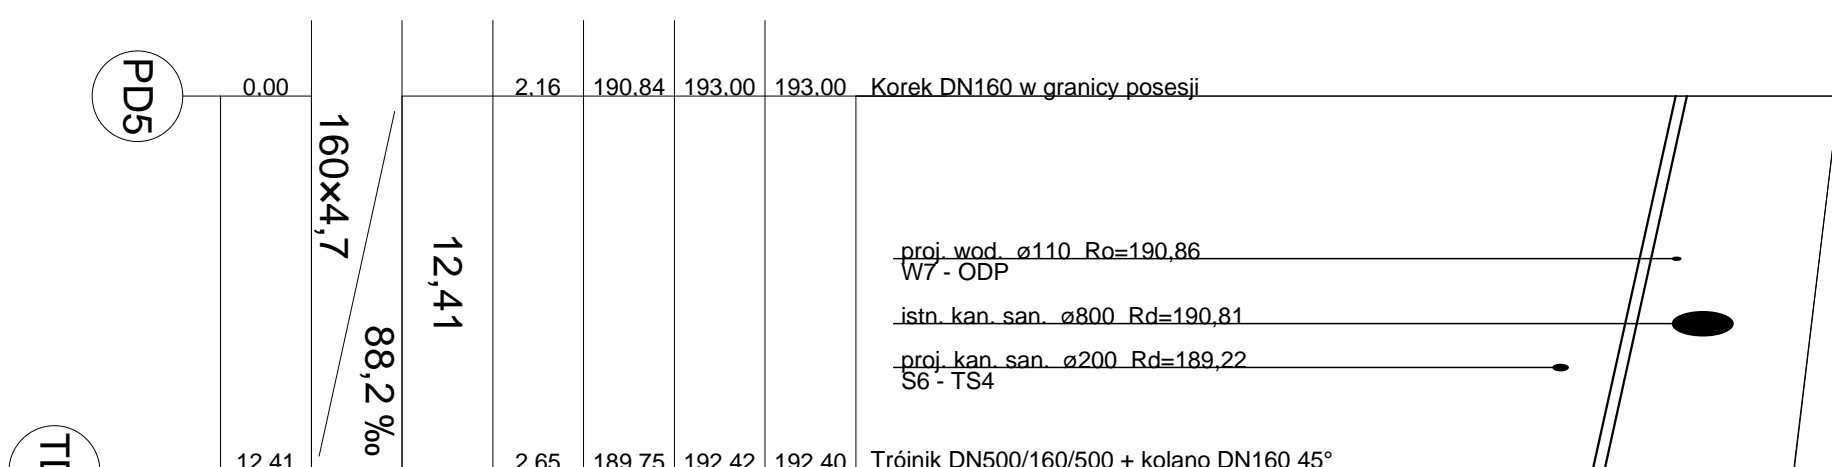 PD5
0.00
2.16
190.84
193.00
193.00
Korek DN160 w granicy posesji
160×4,7
88,2 ‰
12,41
proj. wod. ø110 Ro=190,86
W7 - ODP
istn. kan. san. ø800 Rd=190,81
proj. kan. san. ø200 Rd=189,22
S6 - TS4
12.41
2.65
189.75
192.42
192.40
Trójnik DN500/160/500 + kolano DN160 45°